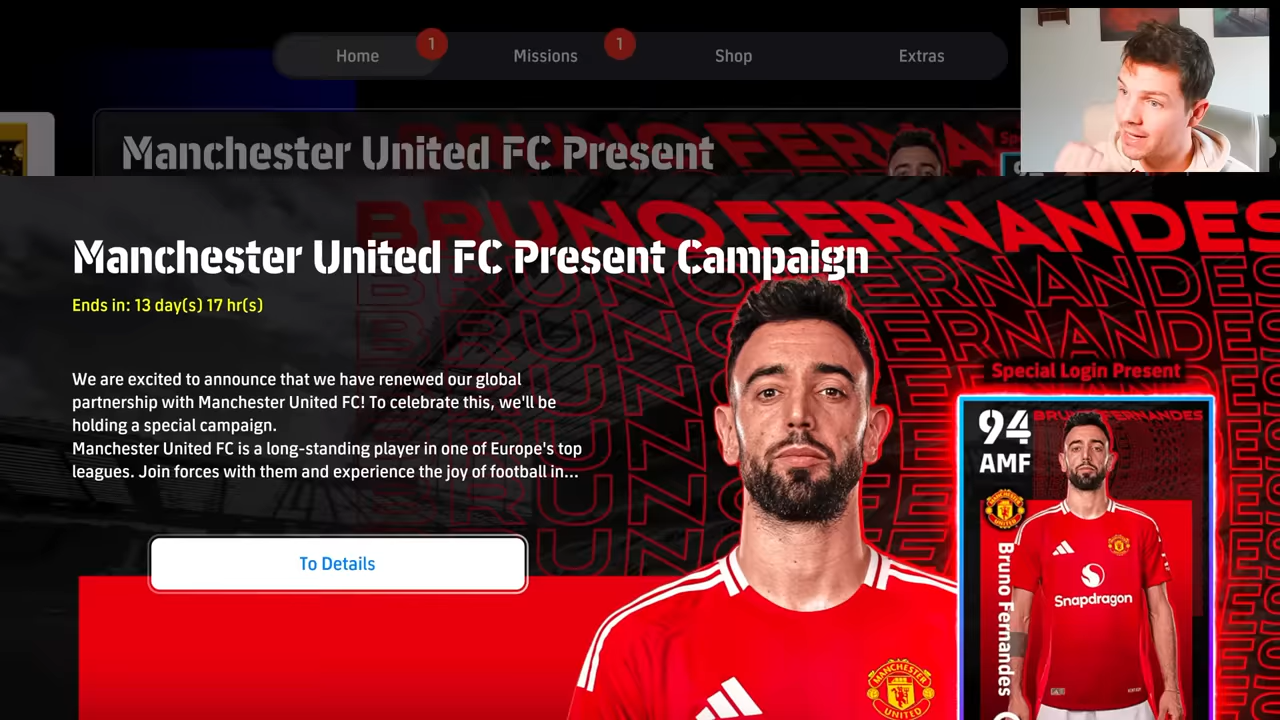 Home
1
Missions
1
Shop
Extras
Manchester United FC Present
BRUNO FERNANDES
Manchester United FC Present Campaign
Ends in: 13 day(s) 17 hr(s)
We are excited to announce that we have renewed our global
partnership with Manchester United FC! To celebrate this, we'll be
holding a special campaign.
Manchester United FC is a long-standing player in one of Europe's top
leagues. Join forces with them and experience the joy of football in...
To Details
Special Login Present
94
BRUNO FERNANDES
AMF
Bruno Fernandes
Snapdragon
MANCHESTER
UNITED